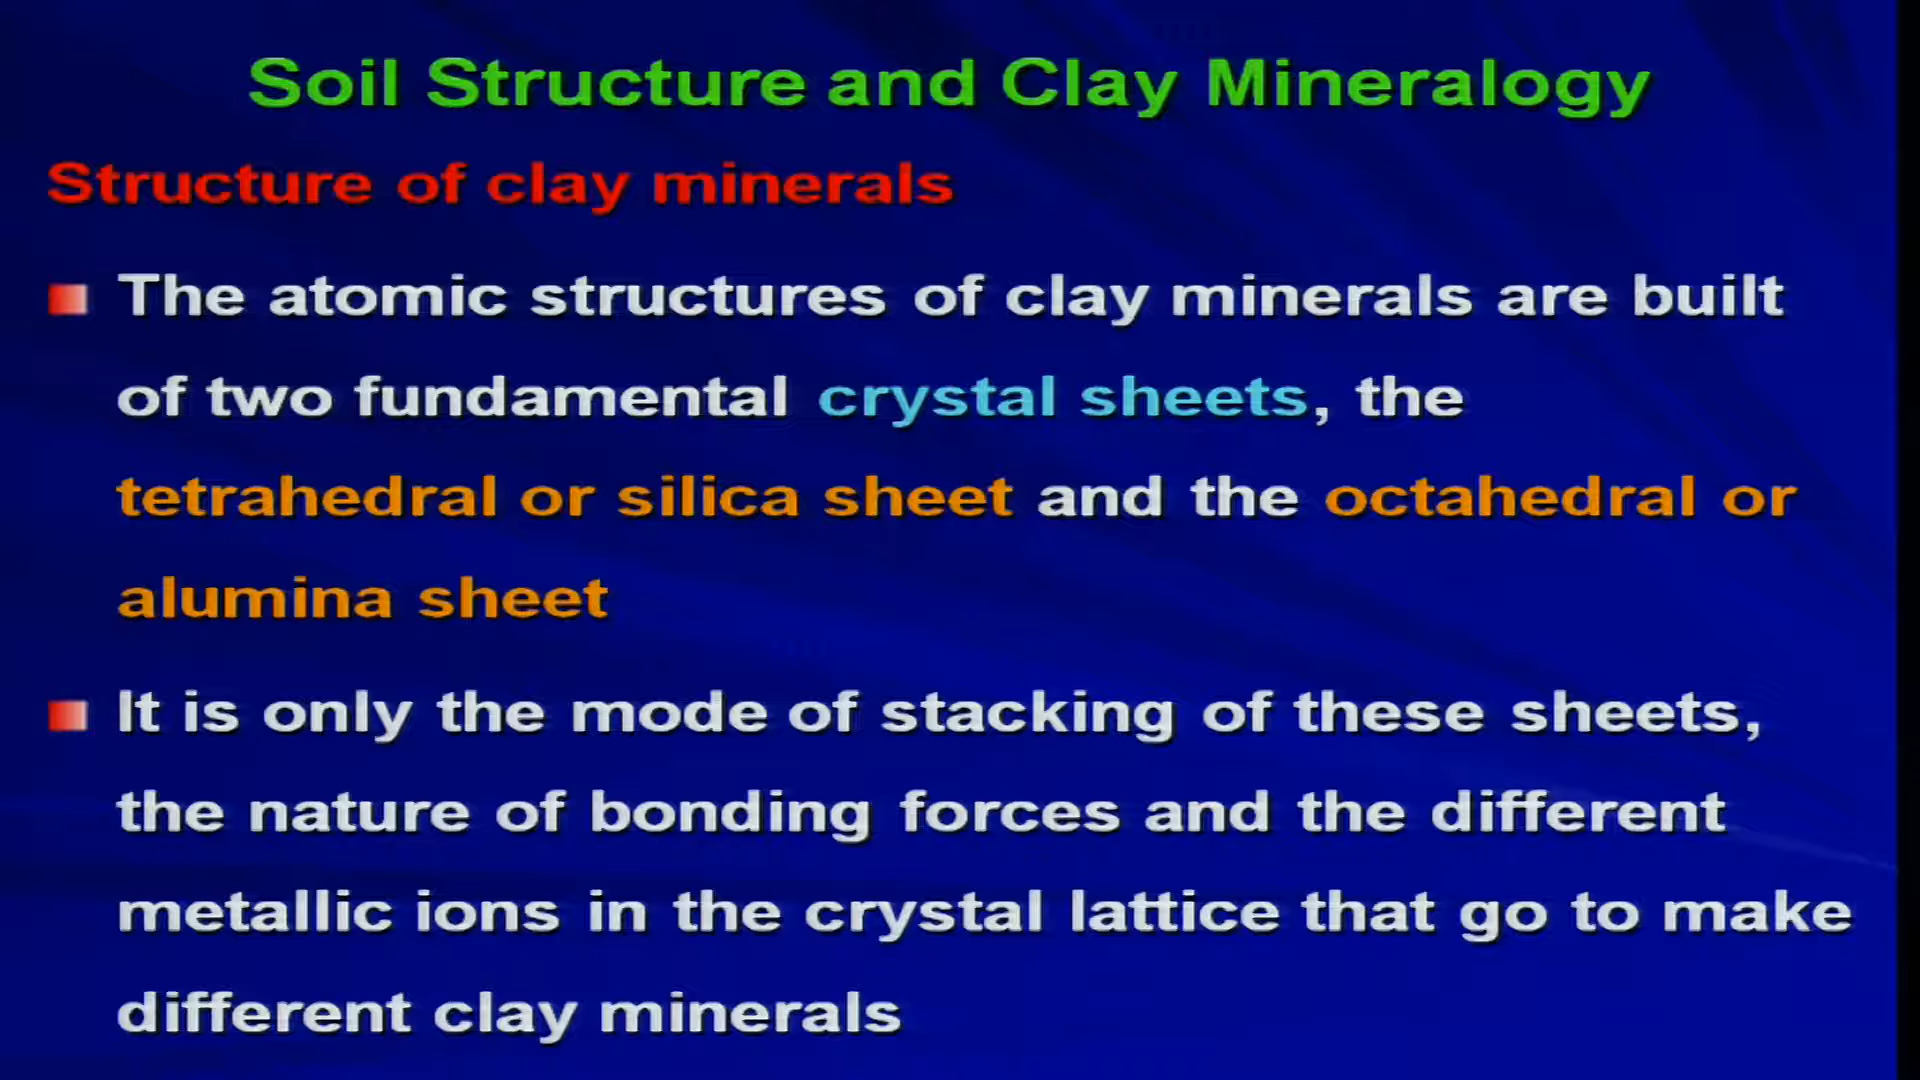 Soil Structure and Clay Mineralogy
Structure of clay minerals
The atomic structures of clay minerals are built
of two fundamental crystal sheets, the
tetrahedral or silica sheet and the octahedral or
alumina sheet
It is only the mode of stacking of these sheets,
the nature of bonding forces and the different
metallic ions in the crystal lattice that go to make
different clay minerals